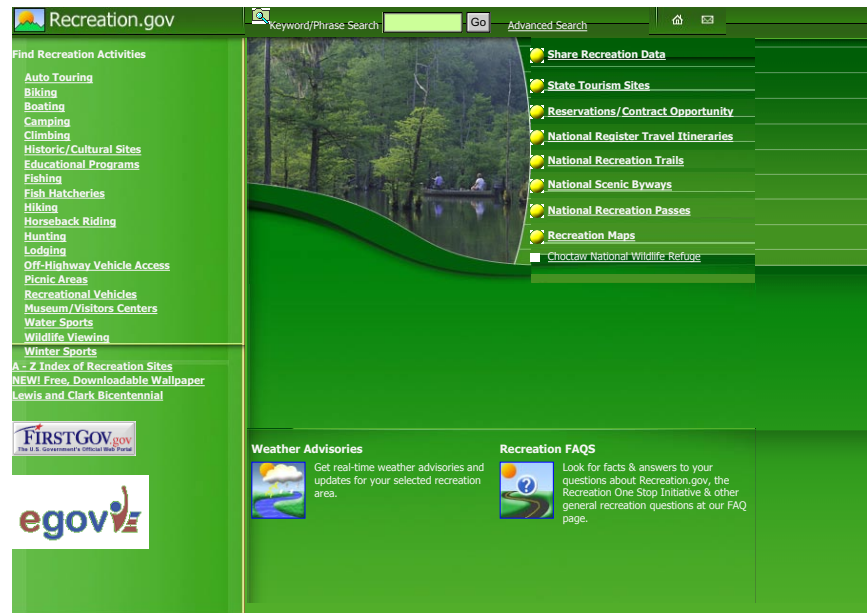 Recreation.gov
Keyword/Phrase Search Go Advanced Search
Find Recreation Activities
Auto Touring
Biking
Boating
Camping
Climbing
Historic/Cultural Sites
Educational Programs
Fishing
Fish Hatcheries
Hiking
Horseback Riding
Hunting
Lodging
Off-Highway Vehicle Access
Picnic Areas
Recreational Vehicles
Museum/Visitors Centers
Water Sports
Wildlife Viewing
Winter Sports
A - Z Index of Recreation Sites
NEW! Free, Downloadable Wallpaper
Lewis and Clark Bicentennial
FIRSTGOV.gov
The U.S. Government's Official Web Portal
egov
Share Recreation Data
State Tourism Sites
Reservations/Contract Opportunity
National Register Travel Itineraries
National Recreation Trails
National Scenic Byways
National Recreation Passes
Recreation Maps
Choctaw National Wildlife Refuge
Weather Advisories
Get real-time weather advisories and
updates for your selected recreation
area.
Recreation FAQS
?
Look for facts & answers to your
questions about Recreation.gov, the
Recreation One Stop Initiative & other
general recreation questions at our FAQ
page.